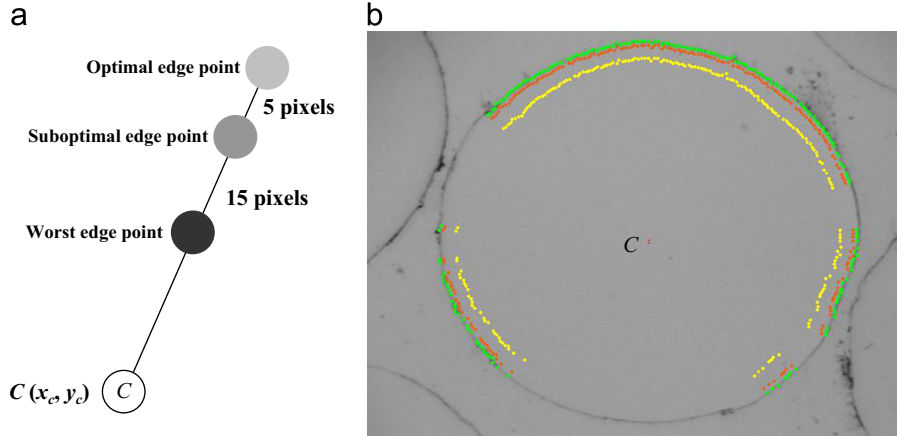 a
b
Optimal edge point
5 pixels
Suboptimal edge point
15 pixels
Worst edge point
C (xc, yc)
C
C